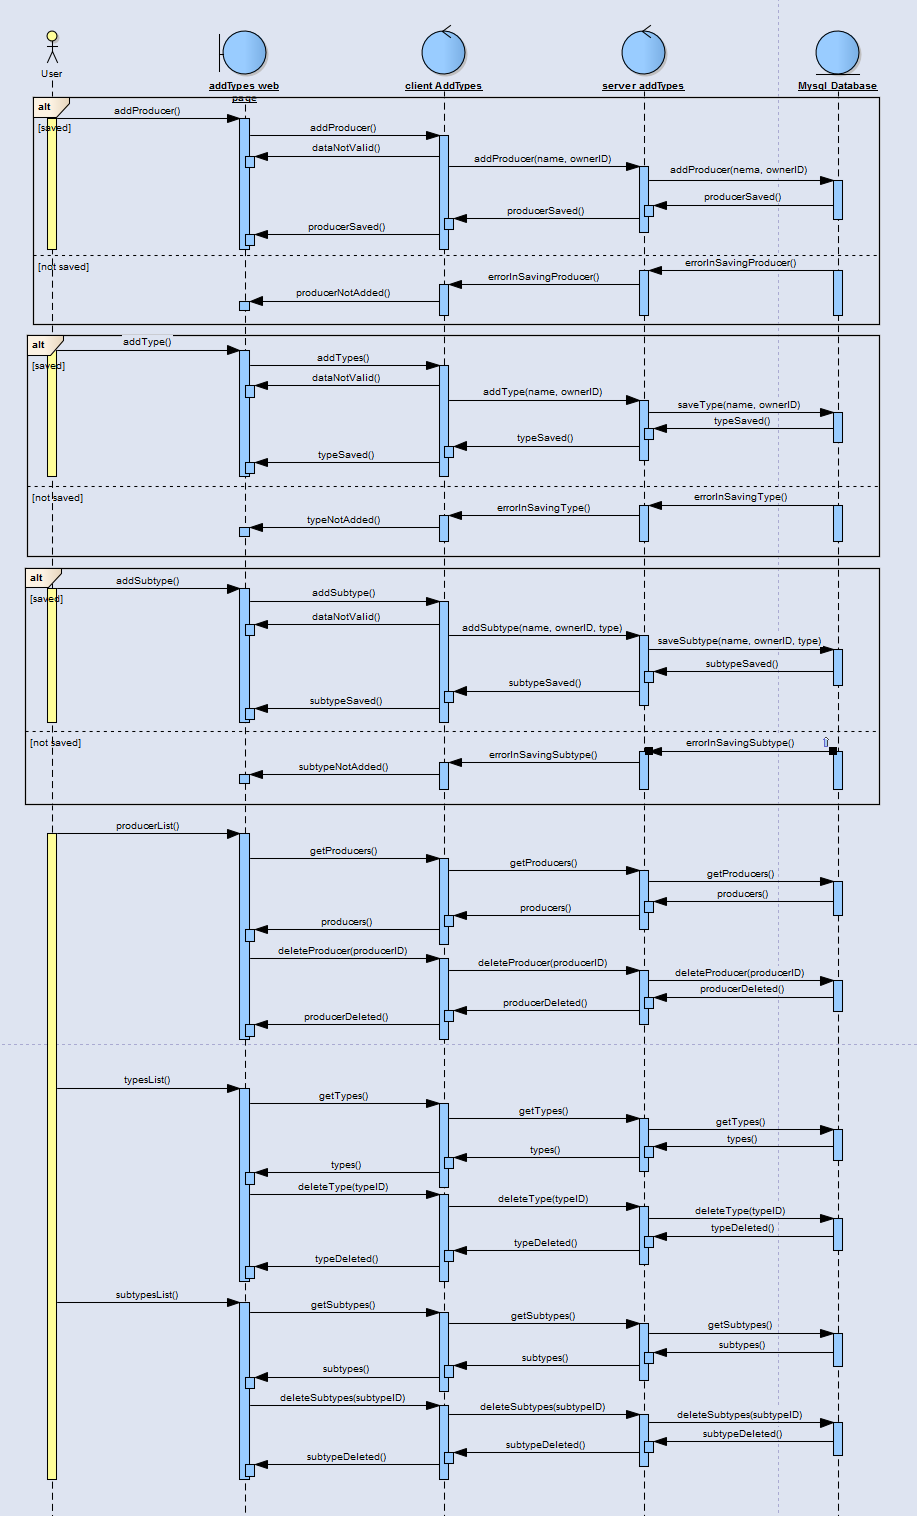 User
addTypes web
page
client AddTypes
server addTypes
Mysql Database
alt
[saved]
addProducer()
addProducer()
dataNotValid()
addProducer(name, ownerID)
addProducer(nema, ownerID)
producerSaved()
producerSaved()
producerSaved()
[not saved]
errorInSavingProducer()
errorInSavingProducer()
producerNotAdded()
alt
[saved]
addType()
addTypes()
dataNotValid()
addType(name, ownerID)
saveType(name, ownerID)
typeSaved()
typeSaved()
typeSaved()
[not saved]
errorInSavingType()
errorInSavingType()
typeNotAdded()
alt
[saved]
addSubtype()
addSubtype()
dataNotValid()
addSubtype(name, ownerID, type)
saveSubtype(name, ownerID, type)
subtypeSaved()
subtypeSaved()
subtypeSaved()
[not saved]
errorInSavingSubtype()
errorInSavingSubtype()
subtypeNotAdded()
producerList()
getProducers()
getProducers()
getProducers()
producers()
producers()
producers()
deleteProducer(producerID)
deleteProducer(producerID)
deleteProducer(producerID)
producerDeleted()
producerDeleted()
producerDeleted()
typesList()
getTypes()
getTypes()
getTypes()
types()
types()
types()
deleteType(typeID)
deleteType(typeID)
deleteType(typeID)
typeDeleted()
typeDeleted()
typeDeleted()
subtypesList()
getSubtypes()
getSubtypes()
getSubtypes()
subtypes()
subtypes()
subtypes()
deleteSubtypes(subtypeID)
deleteSubtypes(subtypeID)
deleteSubtypes(subtypeID)
subtypeDeleted()
subtypeDeleted()
subtypeDeleted()